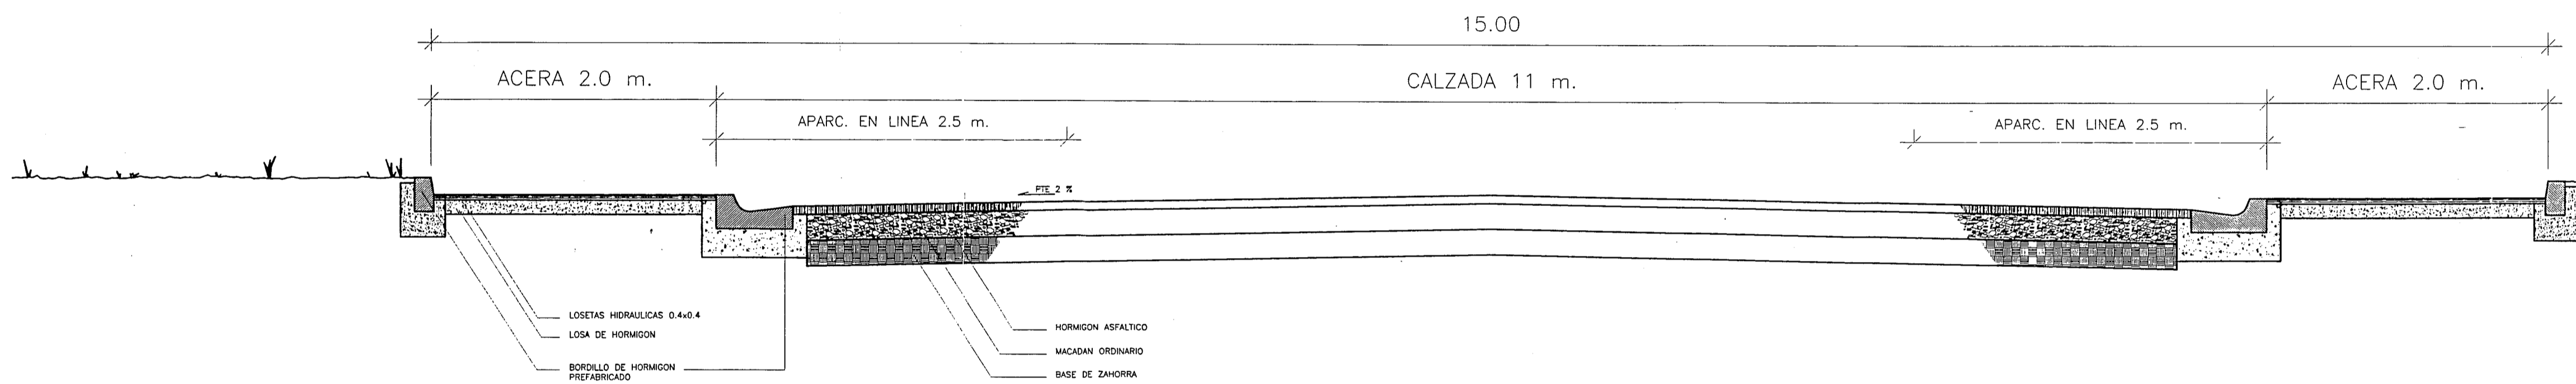 15.00
ACERA 2.0 m.
CALZADA 11 m.
ACERA 2.0 m.
APARC. EN LINEA 2.5 m.
APARC. EN LINEA 2.5 m.
PTE 2 %
LOSETAS HIDRAULICAS 0.4x0.4
LOSA DE HORMIGON
BORDILLO DE HORMIGON
PREFABRICADO
HORMIGON ASFALTICO
MACADAN ORDINARIO
BASE DE ZAHORRA